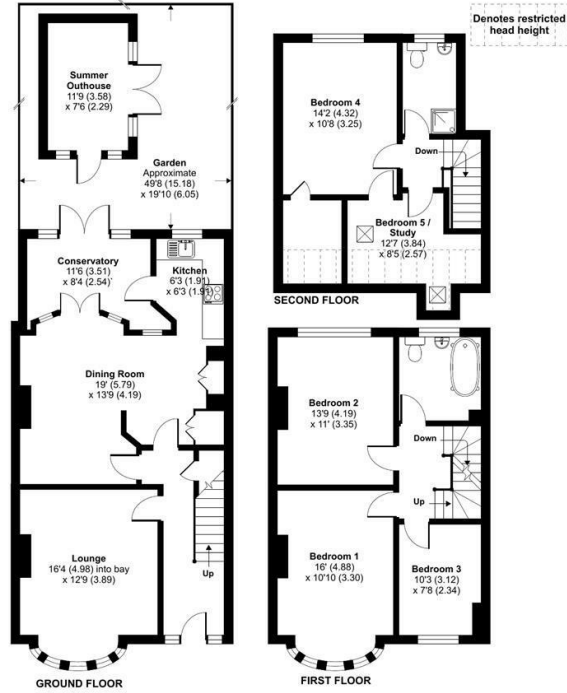 Denotes restricted
head height
Summer
Outhouse
11'9 (3.58)
x 7'6 (2.29)
Garden
Approximate
49'8 (15.18)
x 19'10 (6.05)
Conservatory
11'6 (3.51)
x 8'4 (2.54)
Kitchen
6'3 (1.91)
x 6'3 (1.91)
Dining Room
19' (5.79)
x 13'9 (4.19)
Lounge
16'4 (4.98) into bay
x 12'9 (3.89)
Up
GROUND FLOOR
Bedroom 4
14'2 (4.32)
x 10'8 (3.25)
Down
Bedroom 5 /
Study
12'7 (3.84)
x 8'5 (2.57)
SECOND FLOOR
Bedroom 2
13'9 (4.19)
x 11' (3.35)
Down
Up
Bedroom 1
16' (4.88)
x 10'10 (3.30)
Bedroom 3
10'3 (3.12)
x 7'8 (2.34)
FIRST FLOOR